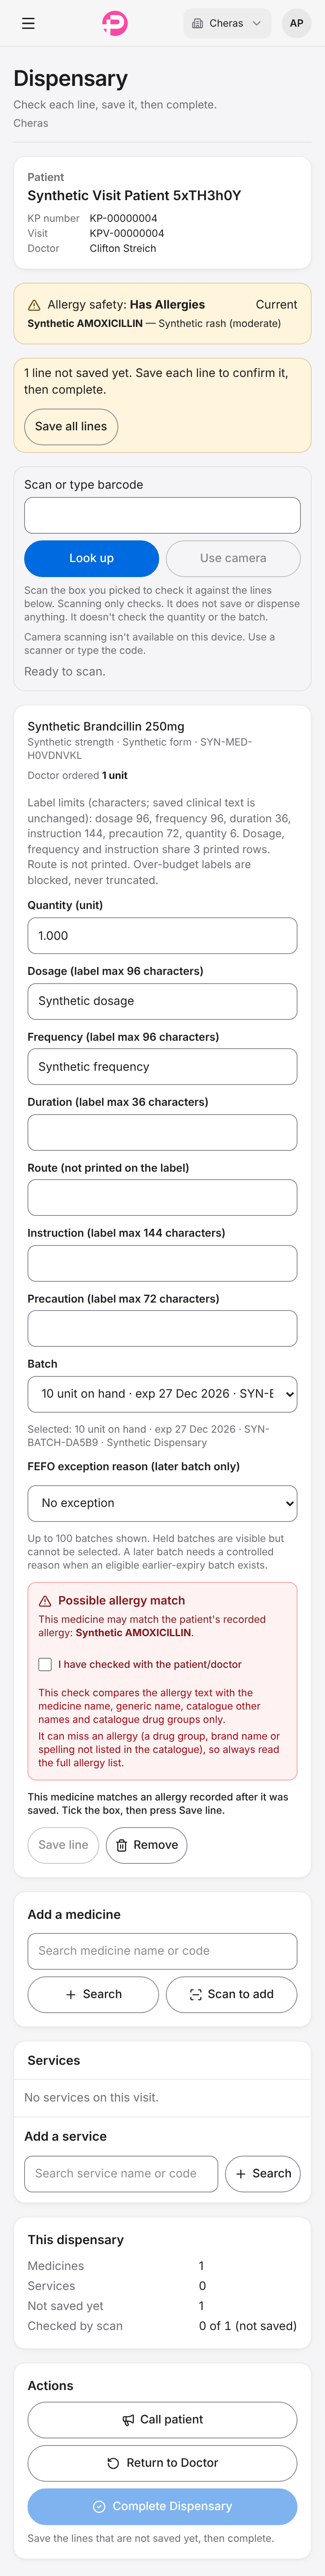 Cheras
AP
Dispensary
Check each line, save it, then complete.
Cheras
Patient
Synthetic Visit Patient 5xTH3h0Y
KP number KP-00000004
Visit KPV-00000004
Doctor Clifton Streich
Allergy safety: Has Allergies Current
Synthetic AMOXICILLIN — Synthetic rash (moderate)
1 line not saved yet. Save each line to confirm it,
then complete.
Save all lines
Scan or type barcode
Look up
Use camera
Scan the box you picked to check it against the lines
below. Scanning only checks. It does not save or dispense
anything. It doesn't check the quantity or the batch.
Camera scanning isn't available on this device. Use a
scanner or type the code.
Ready to scan.
Synthetic Brandcillin 250mg
Synthetic strength · Synthetic form · SYN-MED-
H0VDNVKL
Doctor ordered 1 unit
Label limits (characters; saved clinical text is
unchanged): dosage 96, frequency 96, duration 36,
instruction 144, precaution 72, quantity 6. Dosage,
frequency and instruction share 3 printed rows.
Route is not printed. Over-budget labels are
blocked, never truncated.
Quantity (unit)
1.000
Dosage (label max 96 characters)
Synthetic dosage
Frequency (label max 96 characters)
Synthetic frequency
Duration (label max 36 characters)
Route (not printed on the label)
Instruction (label max 144 characters)
Precaution (label max 72 characters)
Batch
10 unit on hand · exp 27 Dec 2026 · SYN-E
Selected: 10 unit on hand · exp 27 Dec 2026 · SYN-
BATCH-DA5B9 · Synthetic Dispensary
FEFO exception reason (later batch only)
No exception
Up to 100 batches shown. Held batches are visible but
cannot be selected. A later batch needs a controlled
reason when an eligible earlier-expiry batch exists.
Possible allergy match
This medicine may match the patient's recorded
allergy: Synthetic AMOXICILLIN.
I have checked with the patient/doctor
This check compares the allergy text with the
medicine name, generic name, catalogue other
names and catalogue drug groups only.
It can miss an allergy (a drug group, brand name or
spelling not listed in the catalogue), so always read
the full allergy list.
This medicine matches an allergy recorded after it was
saved. Tick the box, then press Save line.
Save line
Remove
Add a medicine
Search medicine name or code
Search
Scan to add
Services
No services on this visit.
Add a service
Search service name or code
Search
This dispensary
Medicines 1
Services 0
Not saved yet 1
Checked by scan 0 of 1 (not saved)
Actions
Call patient
Return to Doctor
Complete Dispensary
Save the lines that are not saved yet, then complete.